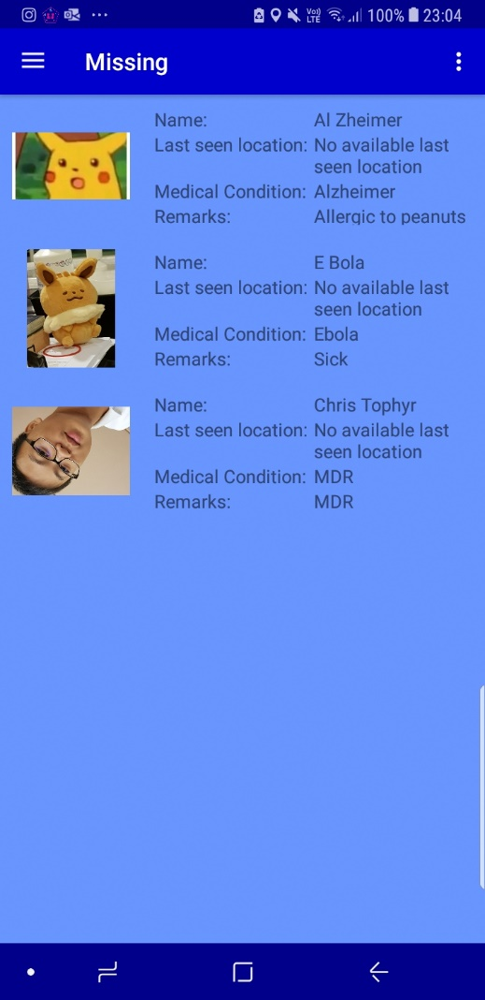 100% 23:04
Missing
Name: Al Zheimer
Last seen location: No available last
seen location
Medical Condition: Alzheimer
Remarks: Allergic to peanuts
Name: E Bola
Last seen location: No available last
seen location
Medical Condition: Ebola
Remarks: Sick
Name: Chris Tophyr
Last seen location: No available last
seen location
Medical Condition: MDR
Remarks: MDR